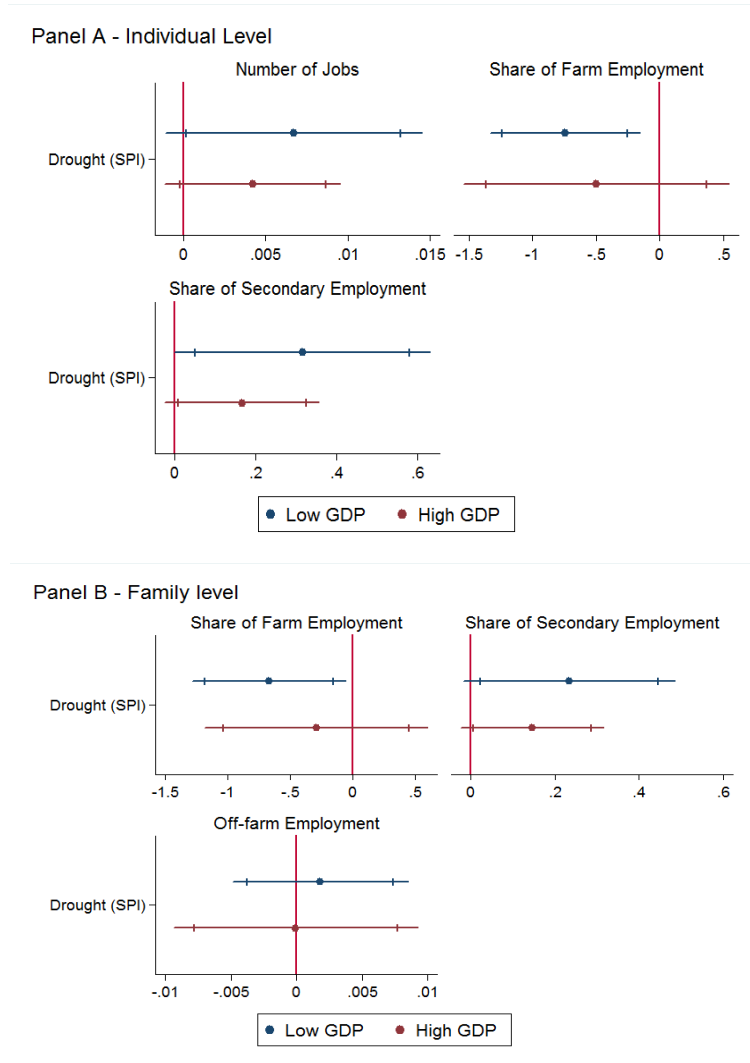 Panel A - Individual Level
Number of Jobs
Share of Farm Employment
Drought (SPI)
0 .005 .01 .015
-1.5 -1 -.5 0 .5
Share of Secondary Employment
Drought (SPI)
0 .2 .4 .6
Low GDP High GDP
Panel B - Family level
Share of Farm Employment
Share of Secondary Employment
Drought (SPI)
-1.5 -1 -.5 0 .5
0 .2 .4 .6
Off-farm Employment
Drought (SPI)
-.01 -.005 0 .005 .01
Low GDP High GDP